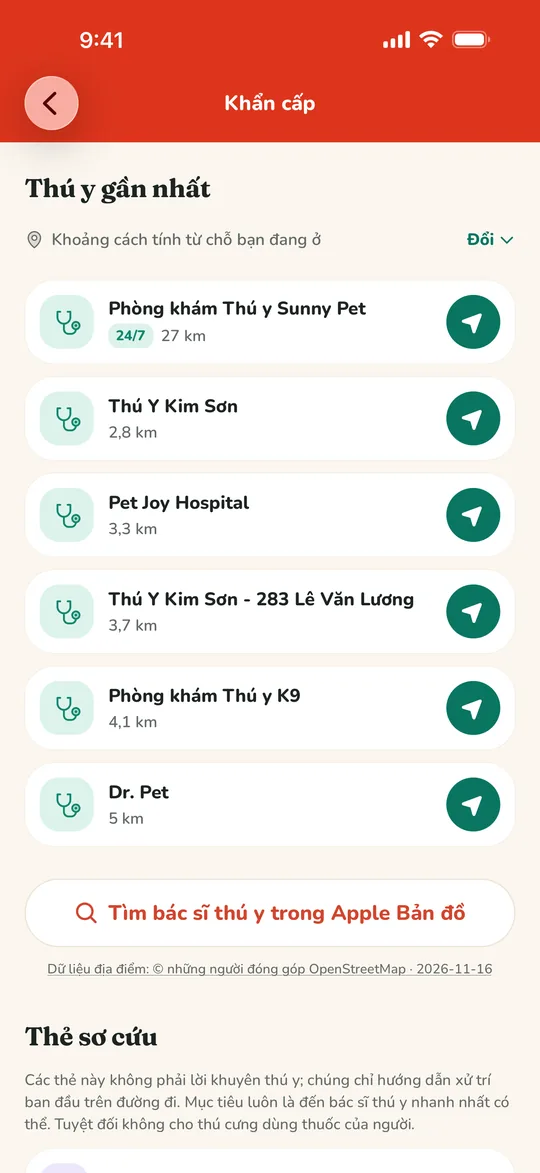 9:41
Khẩn cấp
Thú y gần nhất
Khoảng cách tính từ chỗ bạn đang ở
Đổi
Phòng khám Thú y Sunny Pet
24/7 27 km
Thú Y Kim Sơn
2,8 km
Pet Joy Hospital
3,3 km
Thú Y Kim Sơn - 283 Lê Văn Lương
3,7 km
Phòng khám Thú y K9
4,1 km
Dr. Pet
5 km
Tìm bác sĩ thú y trong Apple Bản đồ
Dữ liệu địa điểm: © những người đóng góp OpenStreetMap · 2026-11-16
Thẻ sơ cứu
Các thẻ này không phải lời khuyên thú y; chúng chỉ hướng dẫn xử trí
ban đầu trên đường đi. Mục tiêu luôn là đến bác sĩ thú y nhanh nhất có
thể. Tuyệt đối không cho thú cưng dùng thuốc của người.